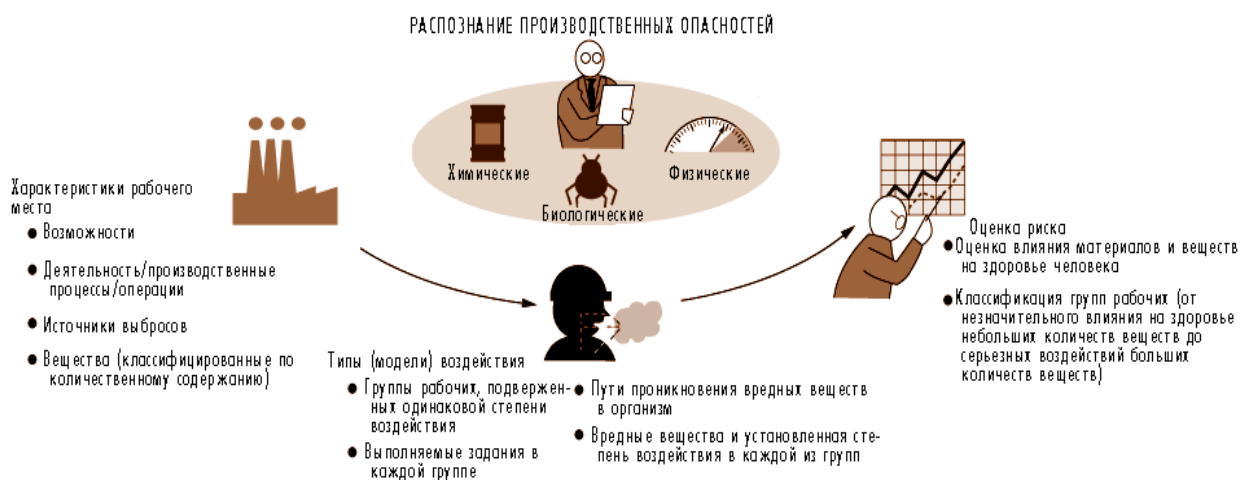 РАСПОЗНАНИЕ ПРОИЗВОДСТВЕННЫХ ОПАСНОСТЕЙ
Химические
Физические
Биологические
Характеристики рабочего
места
● Возможности
● Деятельность/производственные
процессы/операции
● Источники выбросов
● Вещества (классифицированные по
количественному содержанию)
Типы (модели) воздействия
● Группы рабочих, подвержен-
ных одинаковой степени
воздействия
● Выполняемые задания в
каждой группе
● Пути проникновения вредных веществ
в организм
● Вредные вещества и установленная сте-
пень воздействия в каждой из групп
Оценка риска
● Оценка влияния материалов и веществ
на здоровье человека
● Классификация групп рабочих (от
незначительного влияния на здоровье
небольших количеств веществ до
серьезных воздействий больших
количеств веществ)